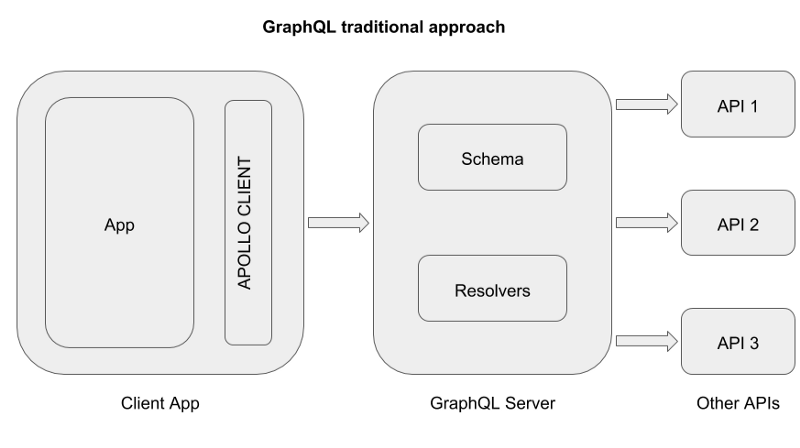 GraphQL traditional approach
App
APOLLO CLIENT
Schema
Resolvers
API 1
API 2
API 3
Client App
GraphQL Server
Other APIs